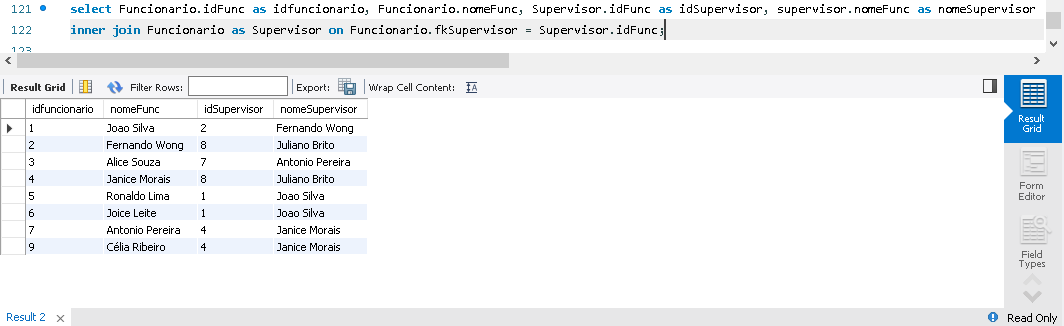 121 select Funcionario.idFunc as idfuncionario, Funcionario.nomeFunc, Supervisor.idFunc as idSupervisor, supervisor.nomeFunc as nomeSupervisor
122 inner join Funcionario as Supervisor on Funcionario.fkSupervisor = Supervisor.idFunc;
123
Result Grid Filter Rows: Export: Wrap Cell Content:
idfuncionario nomeFunc idSupervisor nomeSupervisor
1 Joao Silva 2 Fernando Wong
2 Fernando Wong 8 Juliano Brito
3 Alice Souza 7 Antonio Pereira
4 Janice Morais 8 Juliano Brito
5 Ronaldo Lima 1 Joao Silva
6 Joice Leite 1 Joao Silva
7 Antonio Pereira 4 Janice Morais
9 Célia Ribeiro 4 Janice Morais
Result
Grid
Form
Editor
Field
Types
Result 2 Read Only